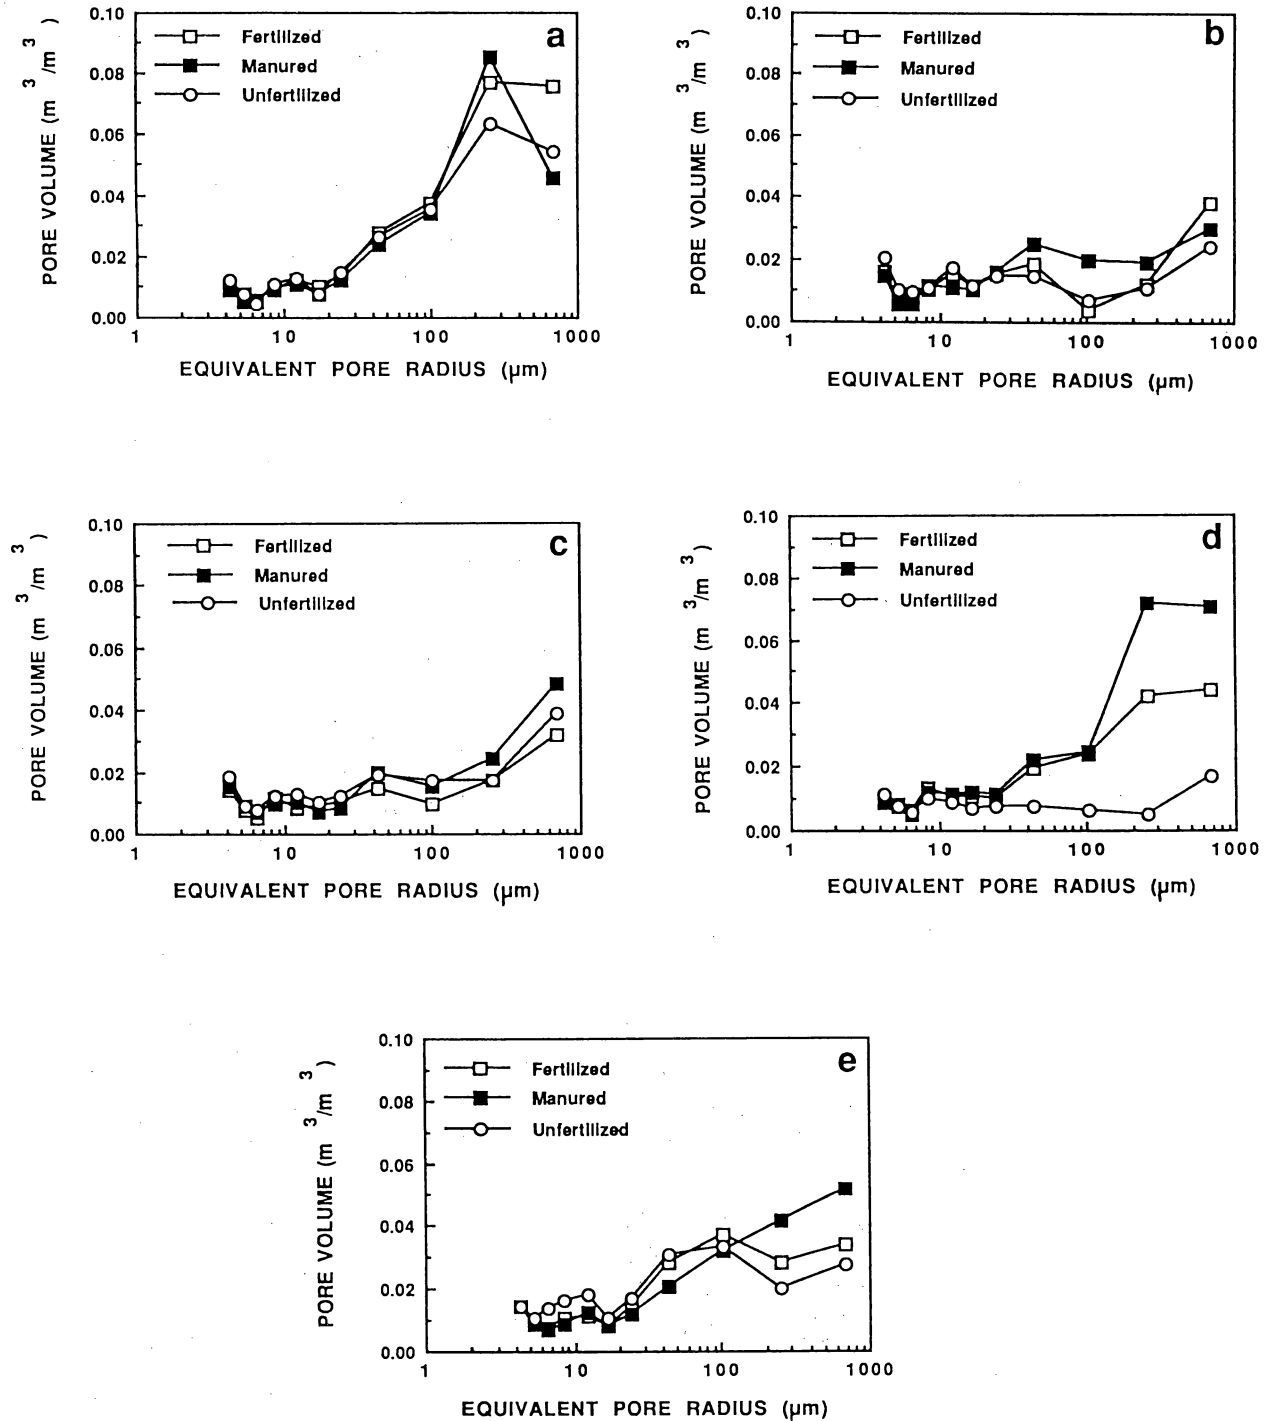 a
Fertilized
Manured
Unfertilized
0.10
0.08
0.06
0.04
0.02
0.00
1
10
100
1000
PORE VOLUME (m 3/m 3)
EQUIVALENT PORE RADIUS (µm)
b
Fertilized
Manured
Unfertilized
0.10
0.08
0.06
0.04
0.02
0.00
1
10
100
1000
PORE VOLUME (m 3/m 3)
EQUIVALENT PORE RADIUS (µm)
c
Fertilized
Manured
Unfertilized
0.10
0.08
0.06
0.04
0.02
0.00
1
10
100
1000
PORE VOLUME (m 3/m 3)
EQUIVALENT PORE RADIUS (µm)
d
Fertilized
Manured
Unfertilized
0.10
0.08
0.06
0.04
0.02
0.00
1
10
100
1000
PORE VOLUME (m 3/m 3)
EQUIVALENT PORE RADIUS (µm)
e
Fertilized
Manured
Unfertilized
0.10
0.08
0.06
0.04
0.02
0.00
1
10
100
1000
PORE VOLUME (m 3/m 3)
EQUIVALENT PORE RADIUS (µm)